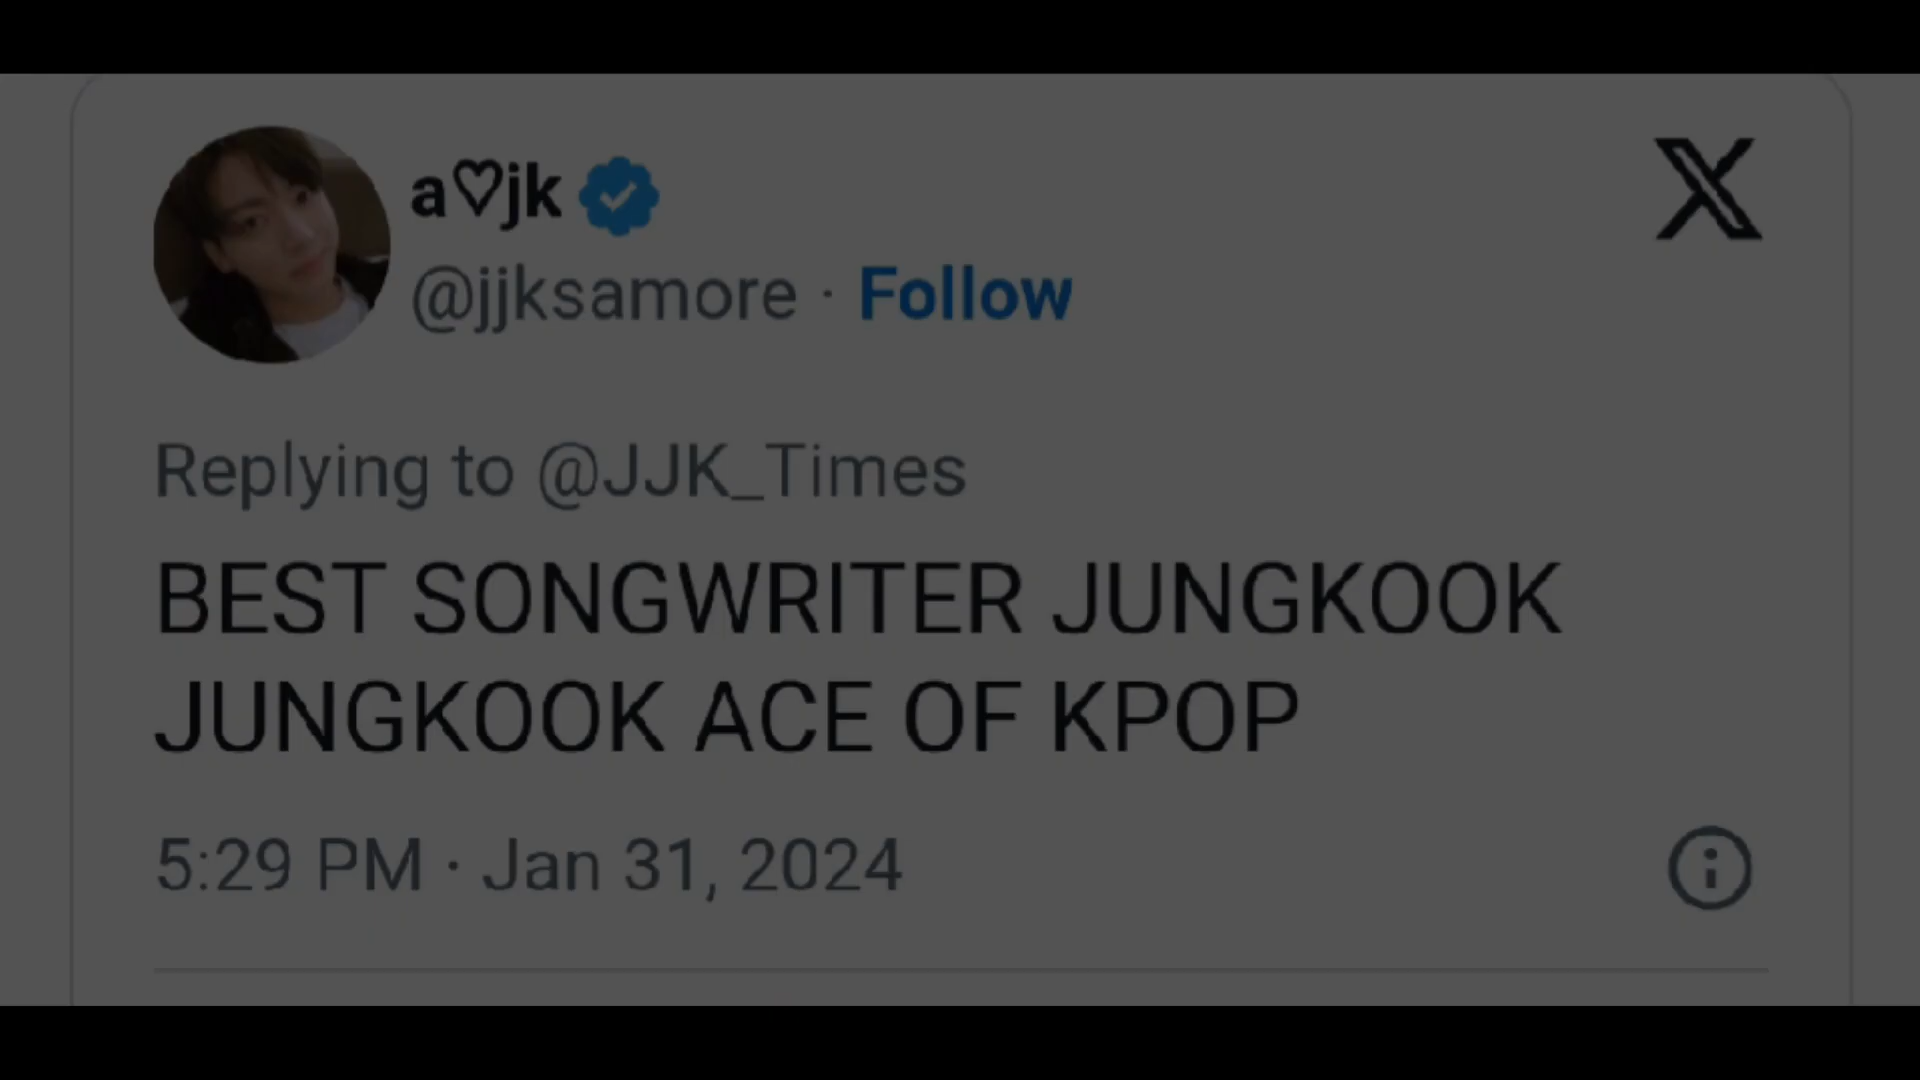 a♡jk
@jjksamore · Follow
Replying to @JJK_Times
BEST SONGWRITER JUNGKOOK
JUNGKOOK ACE OF KPOP
5:29 PM · Jan 31, 2024